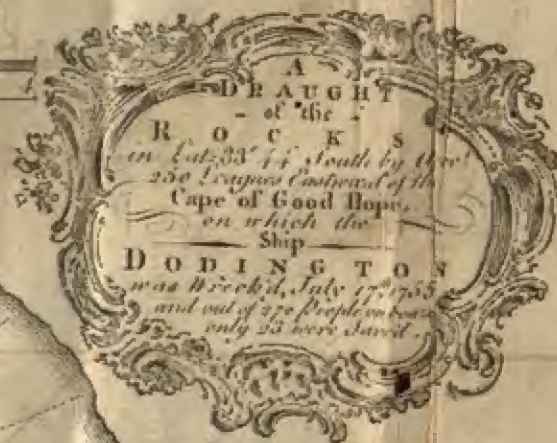 A
DRAUGHT
of the
ROCKS
in Latd. 33° 44' South, by
250 Leagues Eastward of the
Cape of Good Hope,
on which the
Ship
DODINGTON
was Wreck'd, July 17th. 1755
and out of 270 People on board
only 23 were Saved.